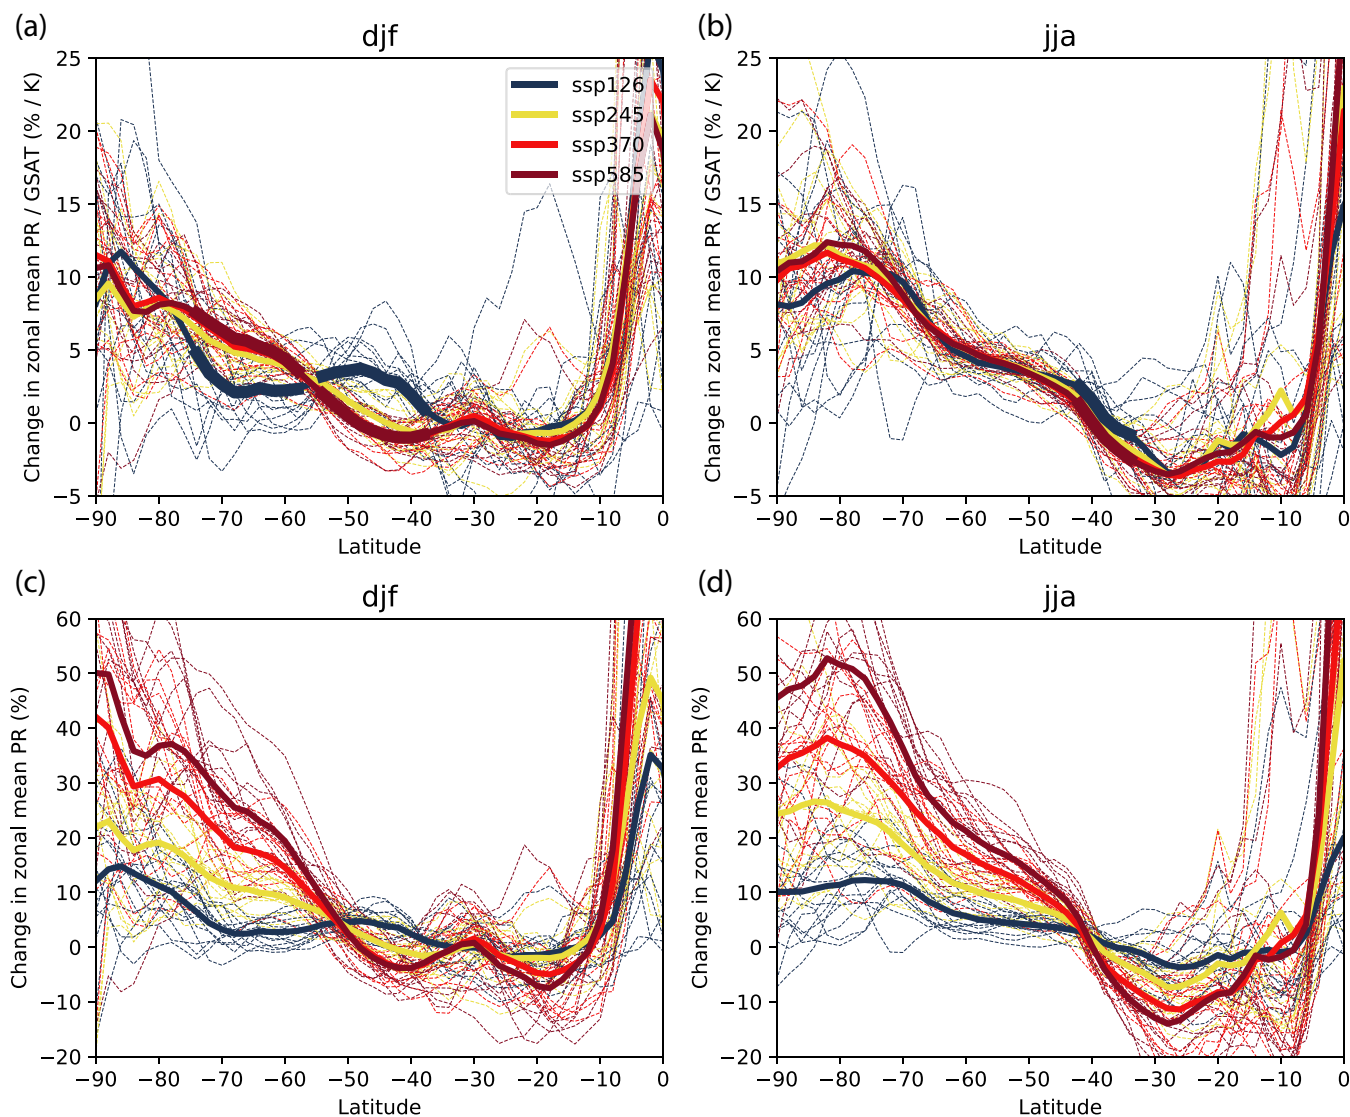 (a)
djf
25
20
15
10
5
0
−5
Change in zonal mean PR / GSAT (% / K)
ssp126
ssp245
ssp370
ssp585
−90 −80 −70 −60 −50 −40 −30 −20 −10 0
Latitude
(b)
jja
25
20
15
10
5
0
−5
Change in zonal mean PR / GSAT (% / K)
−90 −80 −70 −60 −50 −40 −30 −20 −10 0
Latitude
(c)
djf
60
50
40
30
20
10
0
−10
−20
Change in zonal mean PR (%)
−90 −80 −70 −60 −50 −40 −30 −20 −10 0
Latitude
(d)
jja
60
50
40
30
20
10
0
−10
−20
Change in zonal mean PR (%)
−90 −80 −70 −60 −50 −40 −30 −20 −10 0
Latitude